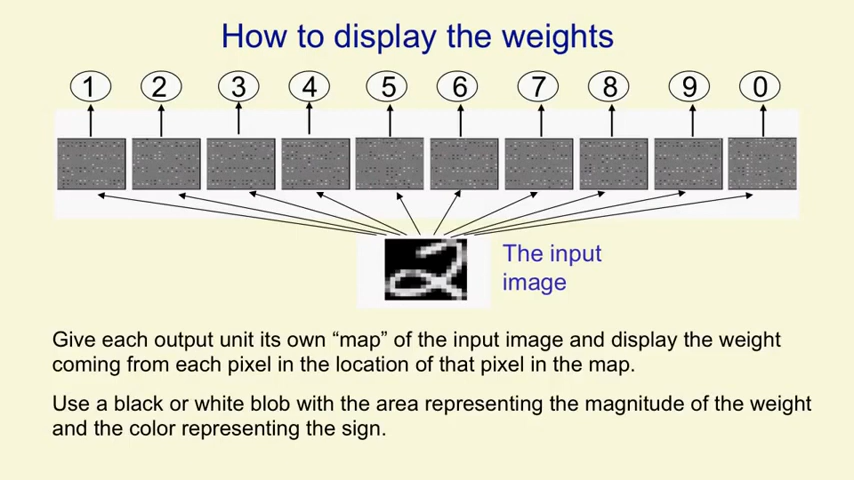 How to display the weights
1 2 3 4 5 6 7 8 9 0
The input
image
Give each output unit its own “map” of the input image and display the weight
coming from each pixel in the location of that pixel in the map.
Use a black or white blob with the area representing the magnitude of the weight
and the color representing the sign.